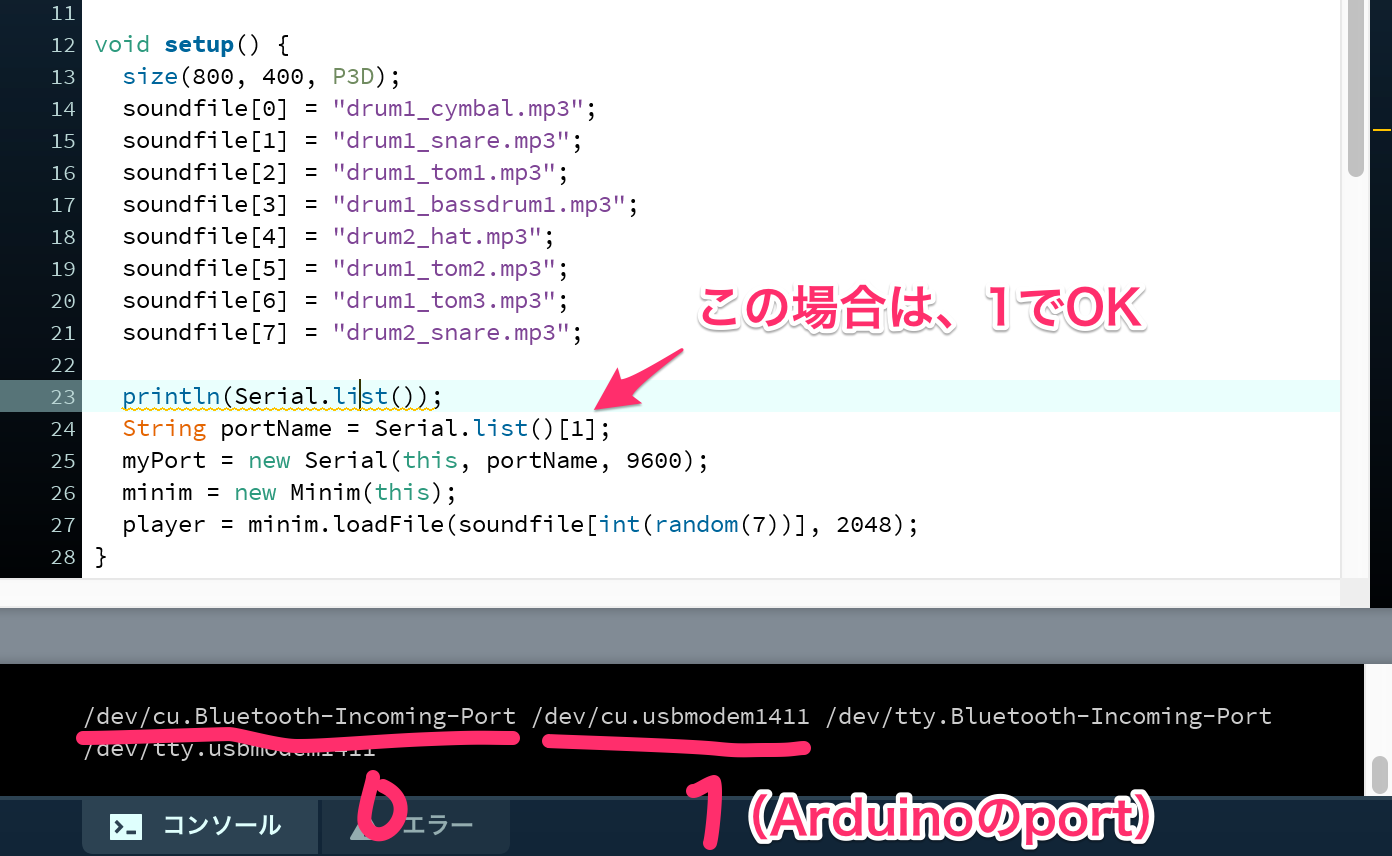 11
12 void setup() {
13 size(800, 400, P3D);
14 soundfile[0] = "drum1_cymbal.mp3";
15 soundfile[1] = "drum1_snare.mp3";
16 soundfile[2] = "drum1_tom1.mp3";
17 soundfile[3] = "drum1_bassdrum1.mp3";
18 soundfile[4] = "drum2_hat.mp3";
19 soundfile[5] = "drum1_tom2.mp3";
20 soundfile[6] = "drum1_tom3.mp3";
21 soundfile[7] = "drum2_snare.mp3";
この場合は、1でOK
22
23 println(Serial.list());
24 String portName = Serial.list()[1];
25 myPort = new Serial(this, portName, 9600);
26 minim = new Minim(this);
27 player = minim.loadFile(soundfile[int(random(7))], 2048);
28 }
/dev/cu.Bluetooth-Incoming-Port /dev/cu.usbmodem1411 /dev/tty.Bluetooth-Incoming-Port
/dev/tty.usbmodem1411
0 1 (Arduinoのport)
コンソール エラー